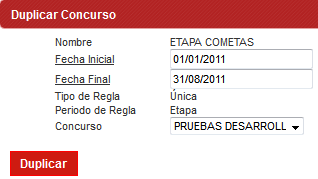 Duplicar Concurso
Nombre ETAPA COMETAS
Fecha Inicial 01/01/2011
Fecha Final 31/08/2011
Tipo de Regla Única
Periodo de Regla Etapa
Concurso PRUEBAS DESARROLL
Duplicar